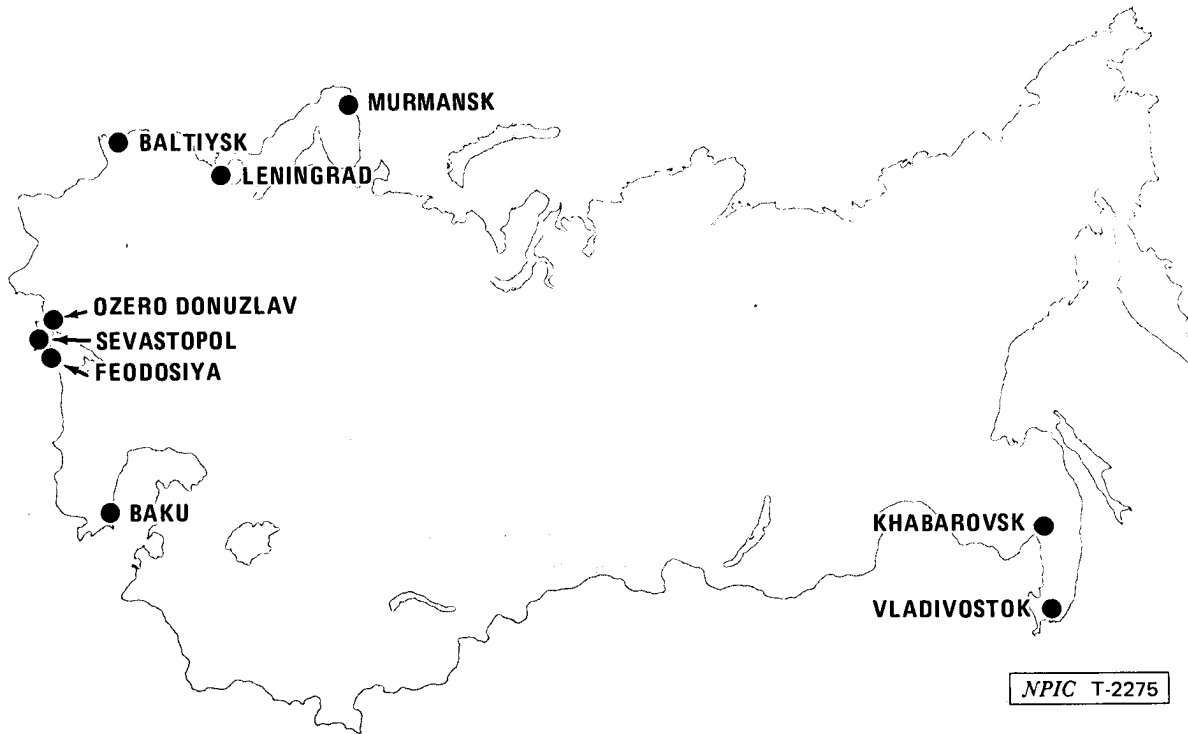 MURMANSK
BALTIYSK
LENINGRAD
OZERO DONUZLAV
SEVASTOPOL
FEODOSIYA
BAKU
KHABAROVSK
VLADIVOSTOK
NPIC T-2275